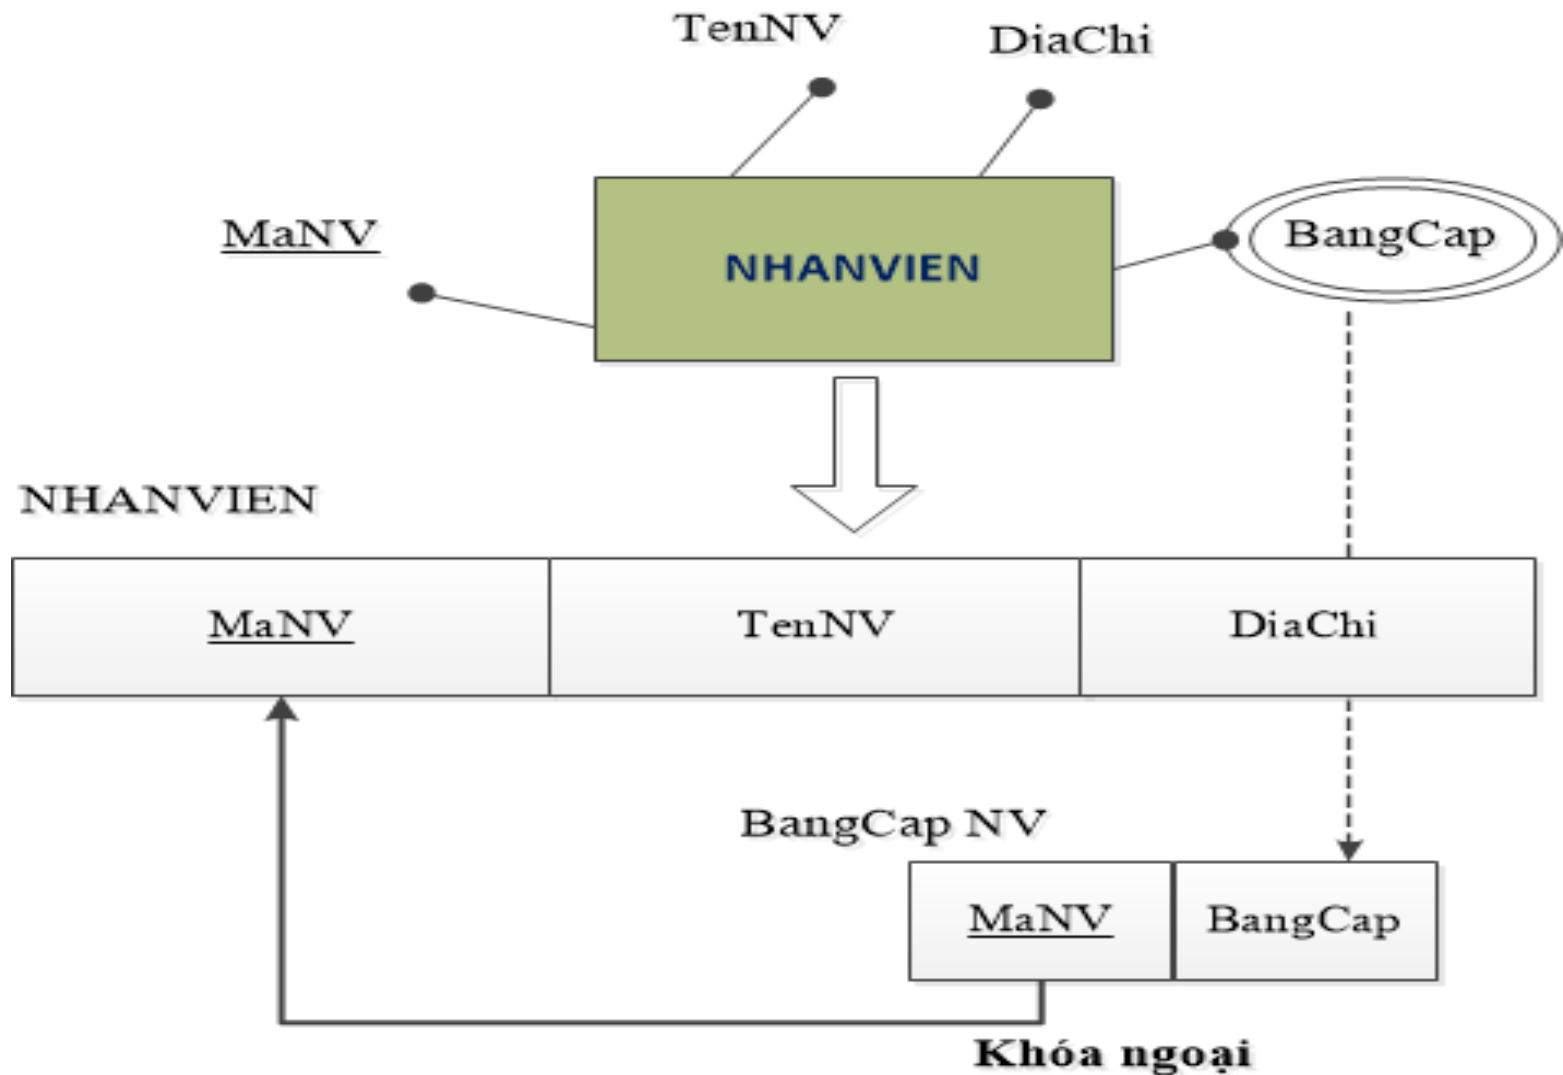 TenNV
DiaChi
MaNV
NHANVIEN
BangCap
NHANVIEN
MaNV
TenNV
DiaChi
BangCap NV
MaNV
BangCap
Khóa ngoại